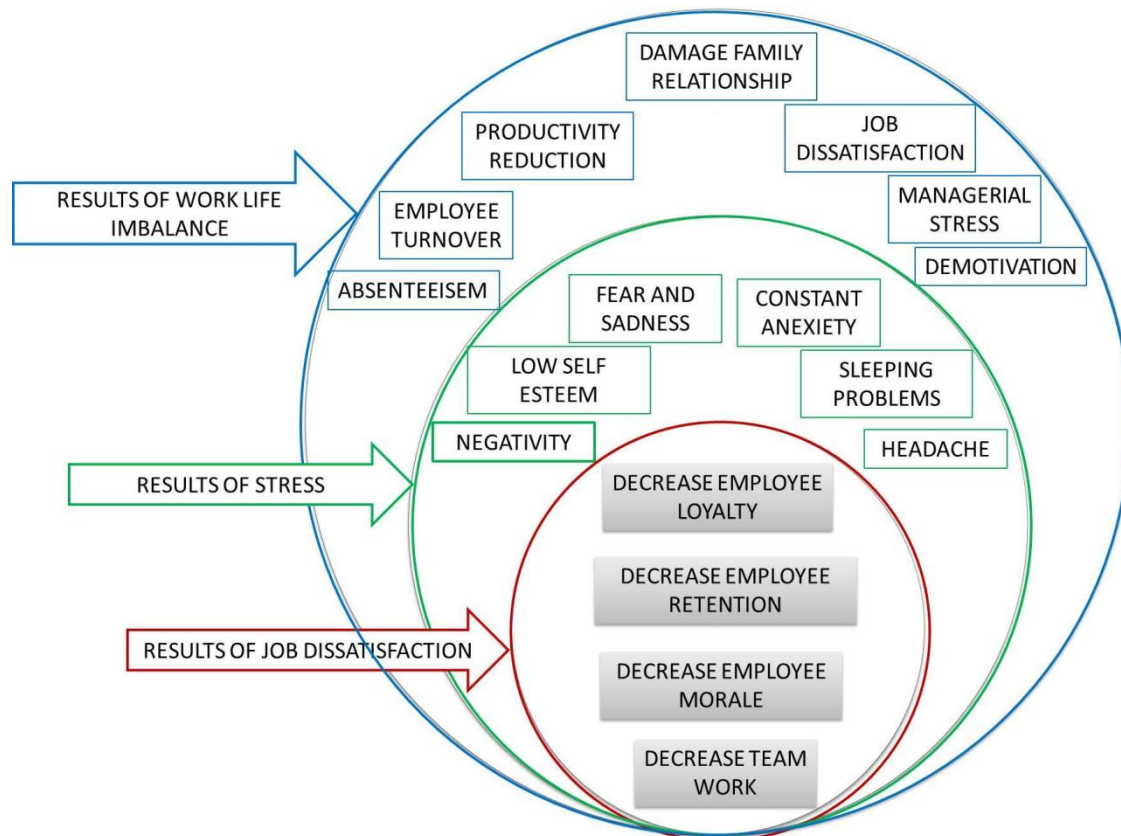 DAMAGE FAMILY
RELATIONSHIP
PRODUCTIVITY
REDUCTION
JOB
DISSATISFACTION
RESULTS OF WORK LIFE
IMBALANCE
EMPLOYEE
TURNOVER
MANAGERIAL
STRESS
ABSENTEEISEM
DEMOTIVATION
FEAR AND
SADNESS
CONSTANT
ANEXIETY
LOW SELF
ESTEEM
SLEEPING
PROBLEMS
NEGATIVITY
HEADACHE
RESULTS OF STRESS
DECREASE EMPLOYEE
LOYALTY
DECREASE EMPLOYEE
RETENTION
RESULTS OF JOB DISSATISFACTION
DECREASE EMPLOYEE
MORALE
DECREASE TEAM
WORK